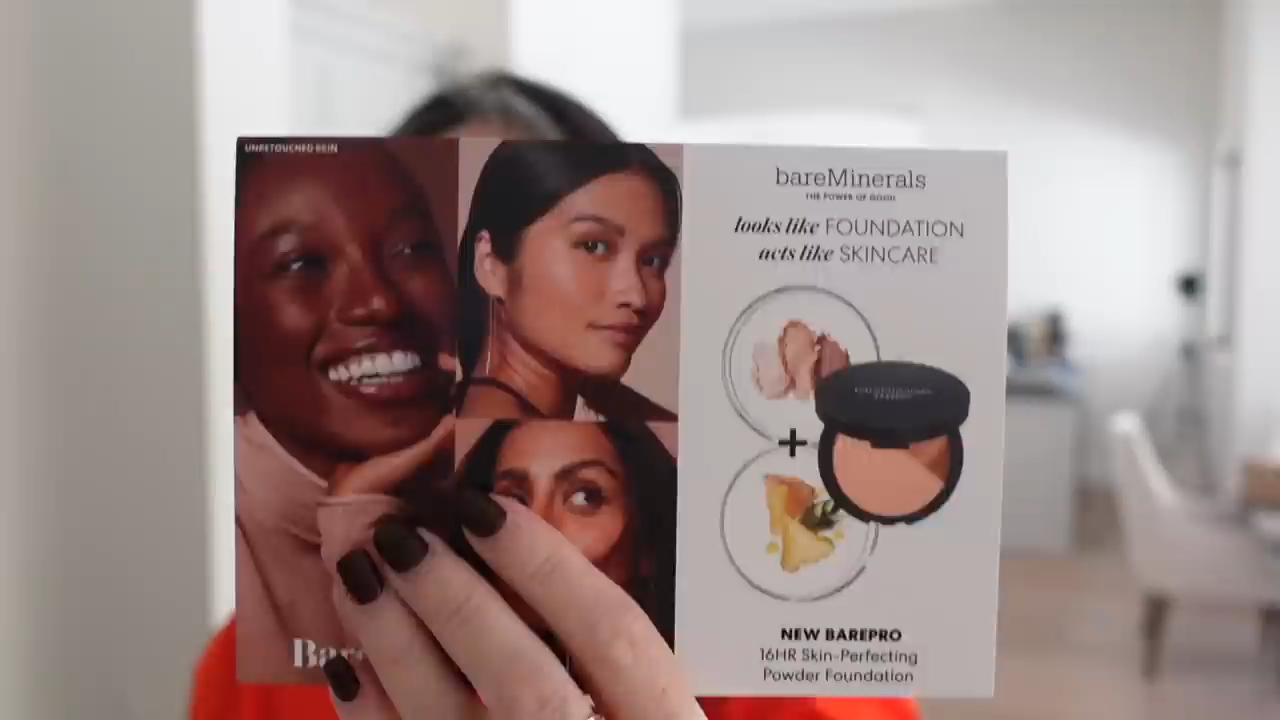 UNRETOUCHED SKIN
bareMinerals
THE POWER OF GOOD
looks like FOUNDATION
acts like SKINCARE
+
NEW BAREPRO
16HR Skin-Perfecting
Powder Foundation
Bare